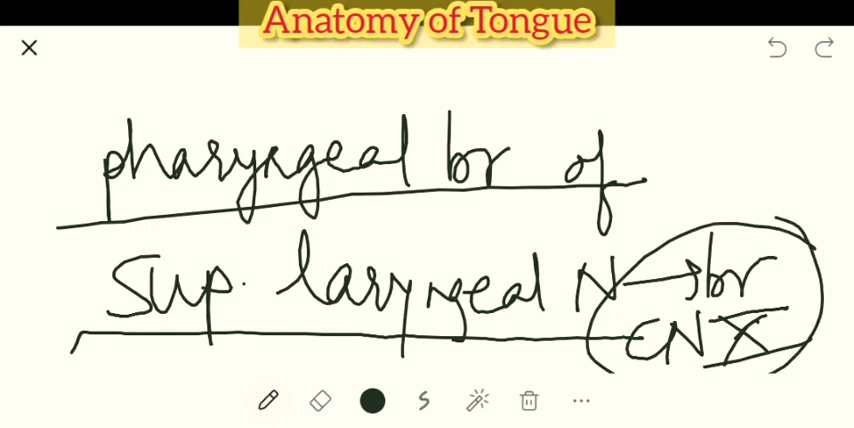 Anatomy of Tongue
pharyngeal br of
Sup. laryngeal N → br
CN X